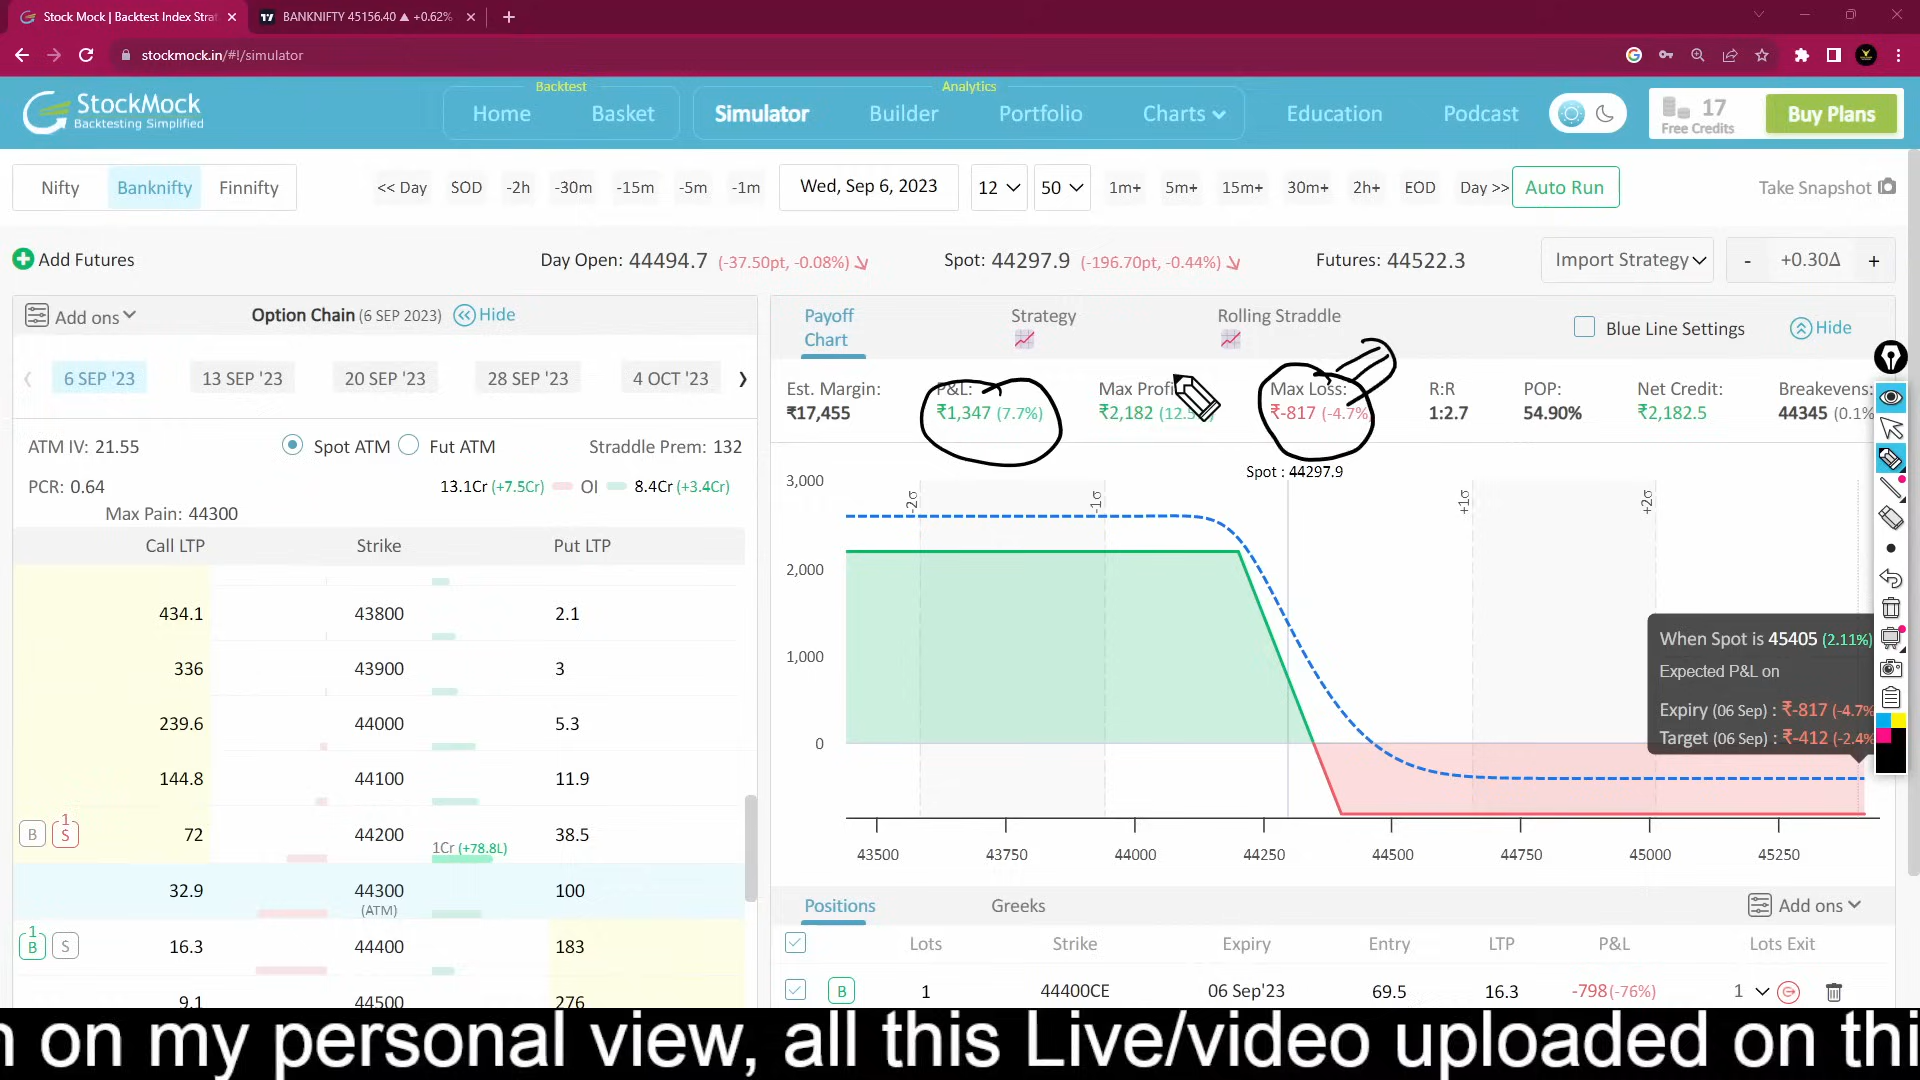 Stock Mock | Backtest Index Strat
BANKNIFTY 45156.40 ▲ +0.62%
stockmock.in/#!/simulator
StockMock
Backtesting Simplified
Backtest
Home Basket
Analytics
Simulator Builder Portfolio Charts
Education Podcast
17
Free Credits
Buy Plans
Nifty Banknifty Finnifty
<< Day SOD -2h -30m -15m -5m -1m Wed, Sep 6, 2023 12 50 1m+ 5m+ 15m+ 30m+ 2h+ EOD Day >> Auto Run
Take Snapshot
Add Futures
Day Open: 44494.7 (-37.50pt, -0.08%) Spot: 44297.9 (-196.70pt, -0.44%) Futures: 44522.3
Import Strategy - +0.30Δ +
Add ons Option Chain (6 SEP 2023) Hide
6 SEP '23 13 SEP '23 20 SEP '23 28 SEP '23 4 OCT '23
ATM IV: 21.55 Spot ATM Fut ATM Straddle Prem: 132
PCR: 0.64 13.1Cr (+7.5Cr) OI 8.4Cr (+3.4Cr)
Max Pain: 44300
Call LTP Strike Put LTP
434.1 43800 2.1
336 43900 3
239.6 44000 5.3
144.8 44100 11.9
B 1 S 72 44200 38.5
1Cr (+78.8L)
32.9 44300 100
(ATM)
1 B S 16.3 44400 183
9.1 44500 276
Payoff
Chart
Strategy
Rolling Straddle
Blue Line Settings Hide
Est. Margin: P&L: Max Max Loss: R:R POP: Net Credit: Breakevens:
₹17,455 ₹1,347 (7.7%) ₹2,182 ₹-817 (-4.7% 1:2.7 54.90% ₹2,182.5 44345 (0.1%
Spot : 44297.9
3,000
2,000
1,000
0
-2σ -1σ +1σ +2σ
When Spot is 45405 (2.11%)
Expected P&L on
Expiry (06 Sep) : ₹-817 (-4.7%
Target (06 Sep) : ₹-412 (-2.4%
43500 43750 44000 44250 44500 44750 45000 45250
Positions Greeks Add ons
Lots Strike Expiry Entry LTP P&L Lots Exit
B 1 44400CE 06 Sep'23 69.5 16.3 -798(-76%) 1
on my personal view, all this Live/video uploaded on thi